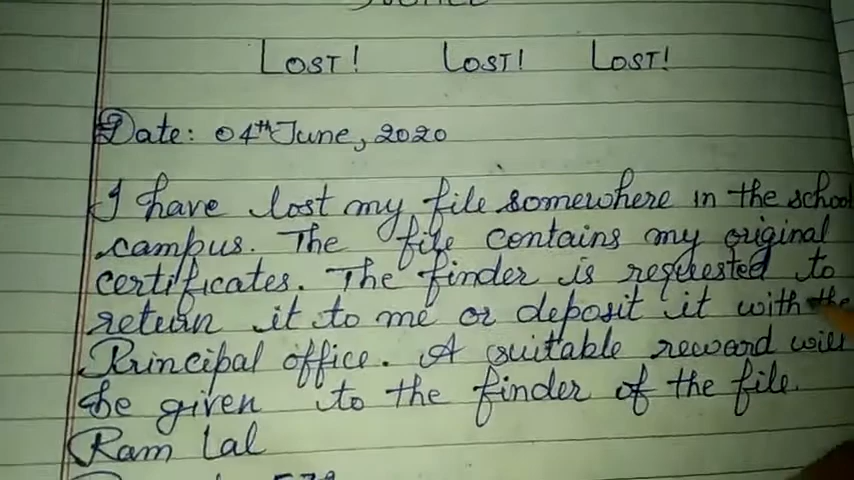 LOST! LOST! LOST!
Date: 04th June, 2020
I have lost my file somewhere in the school
campus. The file contains my original
certificates. The finder is requested to
return it to me or deposit it with the
Principal office. A suitable reward will
be given to the finder of the file.
Ram Lal